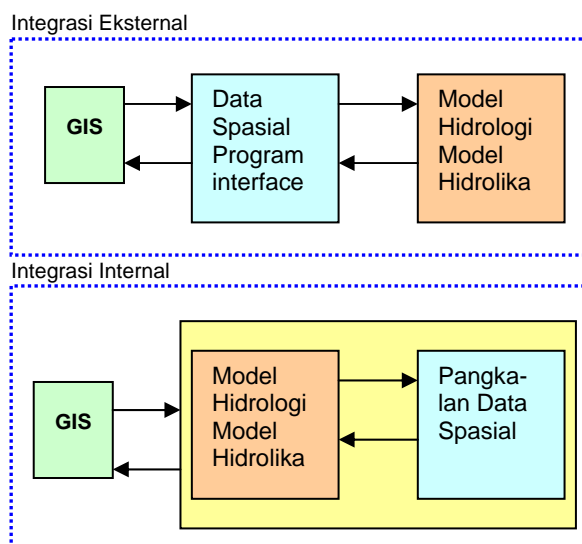 Integrasi Eksternal
GIS
Data
Spasial
Program
interface
Model
Hidrologi
Model
Hidrolika
Integrasi Internal
GIS
Model
Hidrologi
Model
Hidrolika
Pangka-
lan Data
Spasial